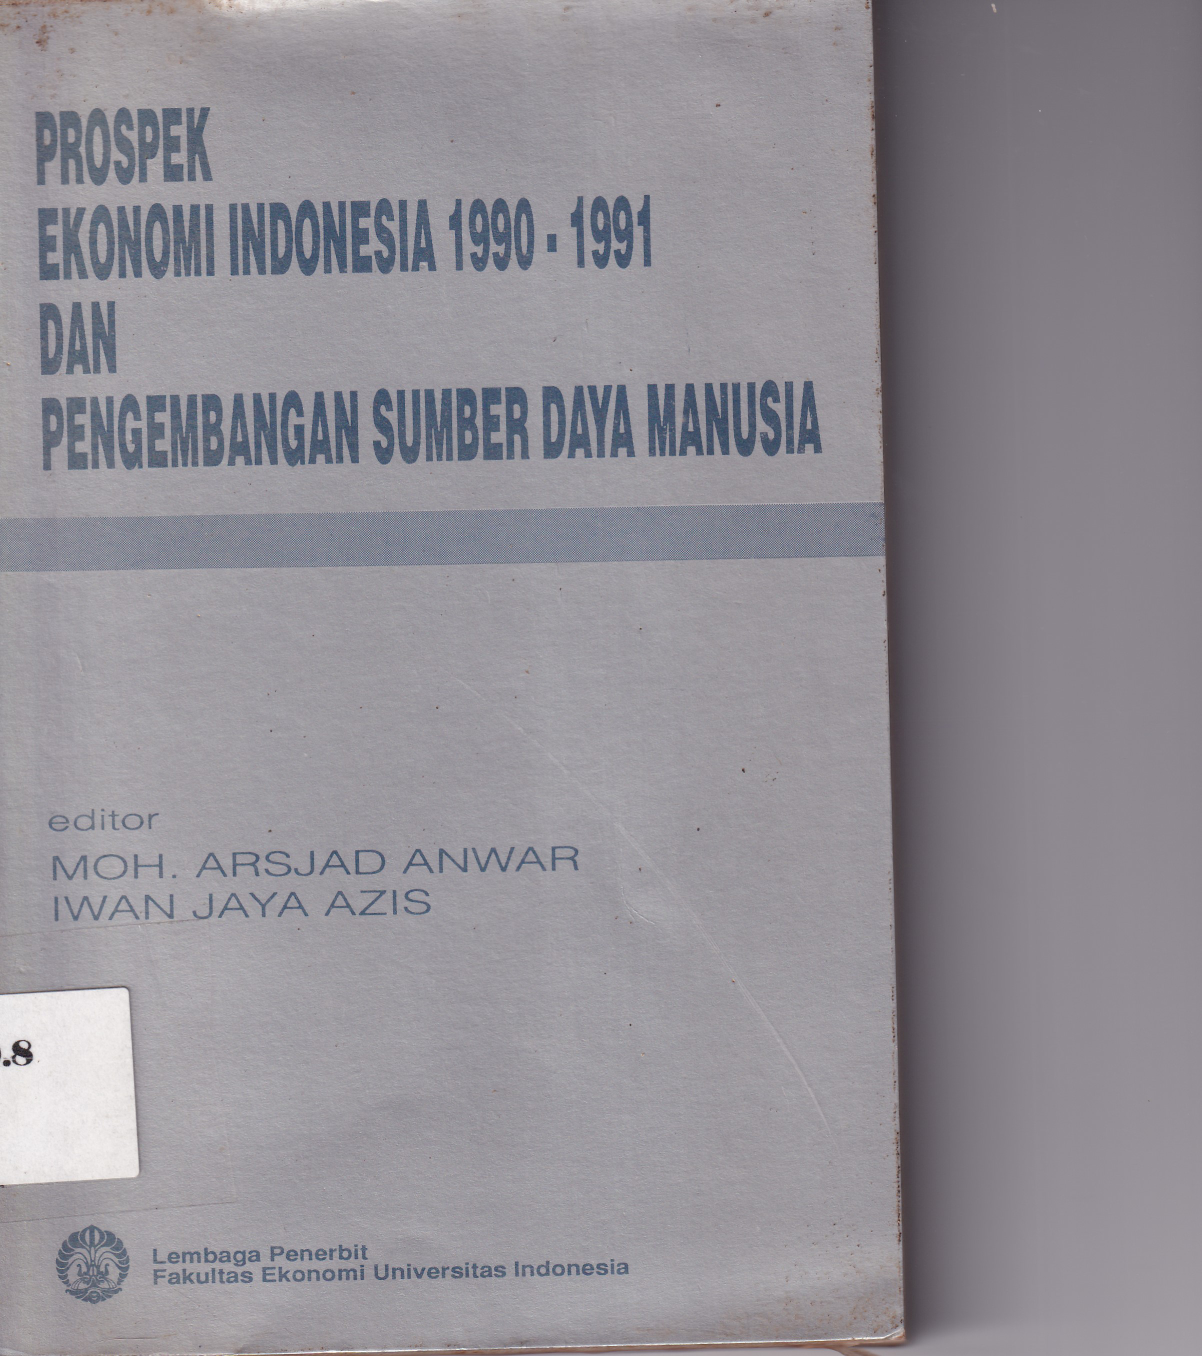 PROSPEK
EKONOMI INDONESIA 1990 - 1991
DAN
PENGEMBANGAN SUMBER DAYA MANUSIA
editor
MOH. ARSJAD ANWAR
IWAN JAYA AZIS
.8
Lembaga Penerbit
Fakultas Ekonomi Universitas Indonesia